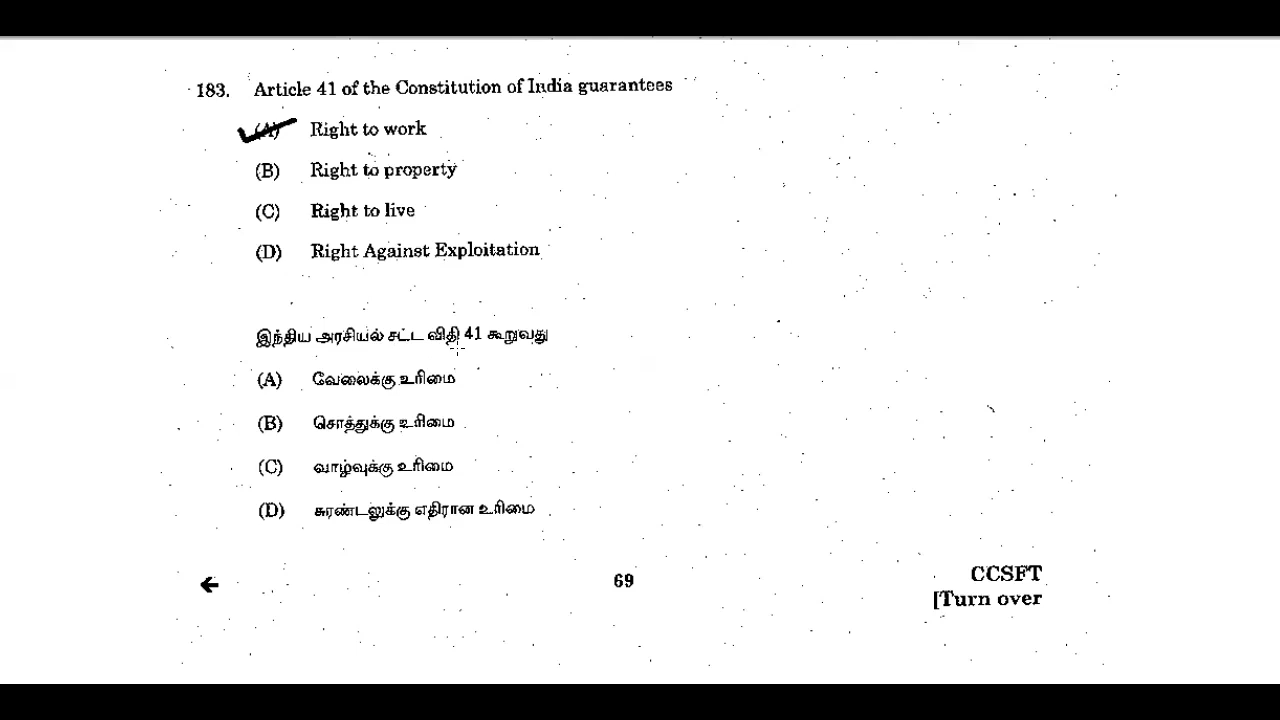 183. Article 41 of the Constitution of India guarantees
(A) Right to work
(B) Right to property
(C) Right to live
(D) Right Against Exploitation
இந்திய அரசியல் சட்ட விதி 41 கூறுவது
(A) வேலைக்கு உரிமை
(B) சொத்துக்கு உரிமை
(C) வாழ்வுக்கு உரிமை
(D) சுரண்டலுக்கு எதிரான உரிமை
← 69 CCSFT
[Turn over